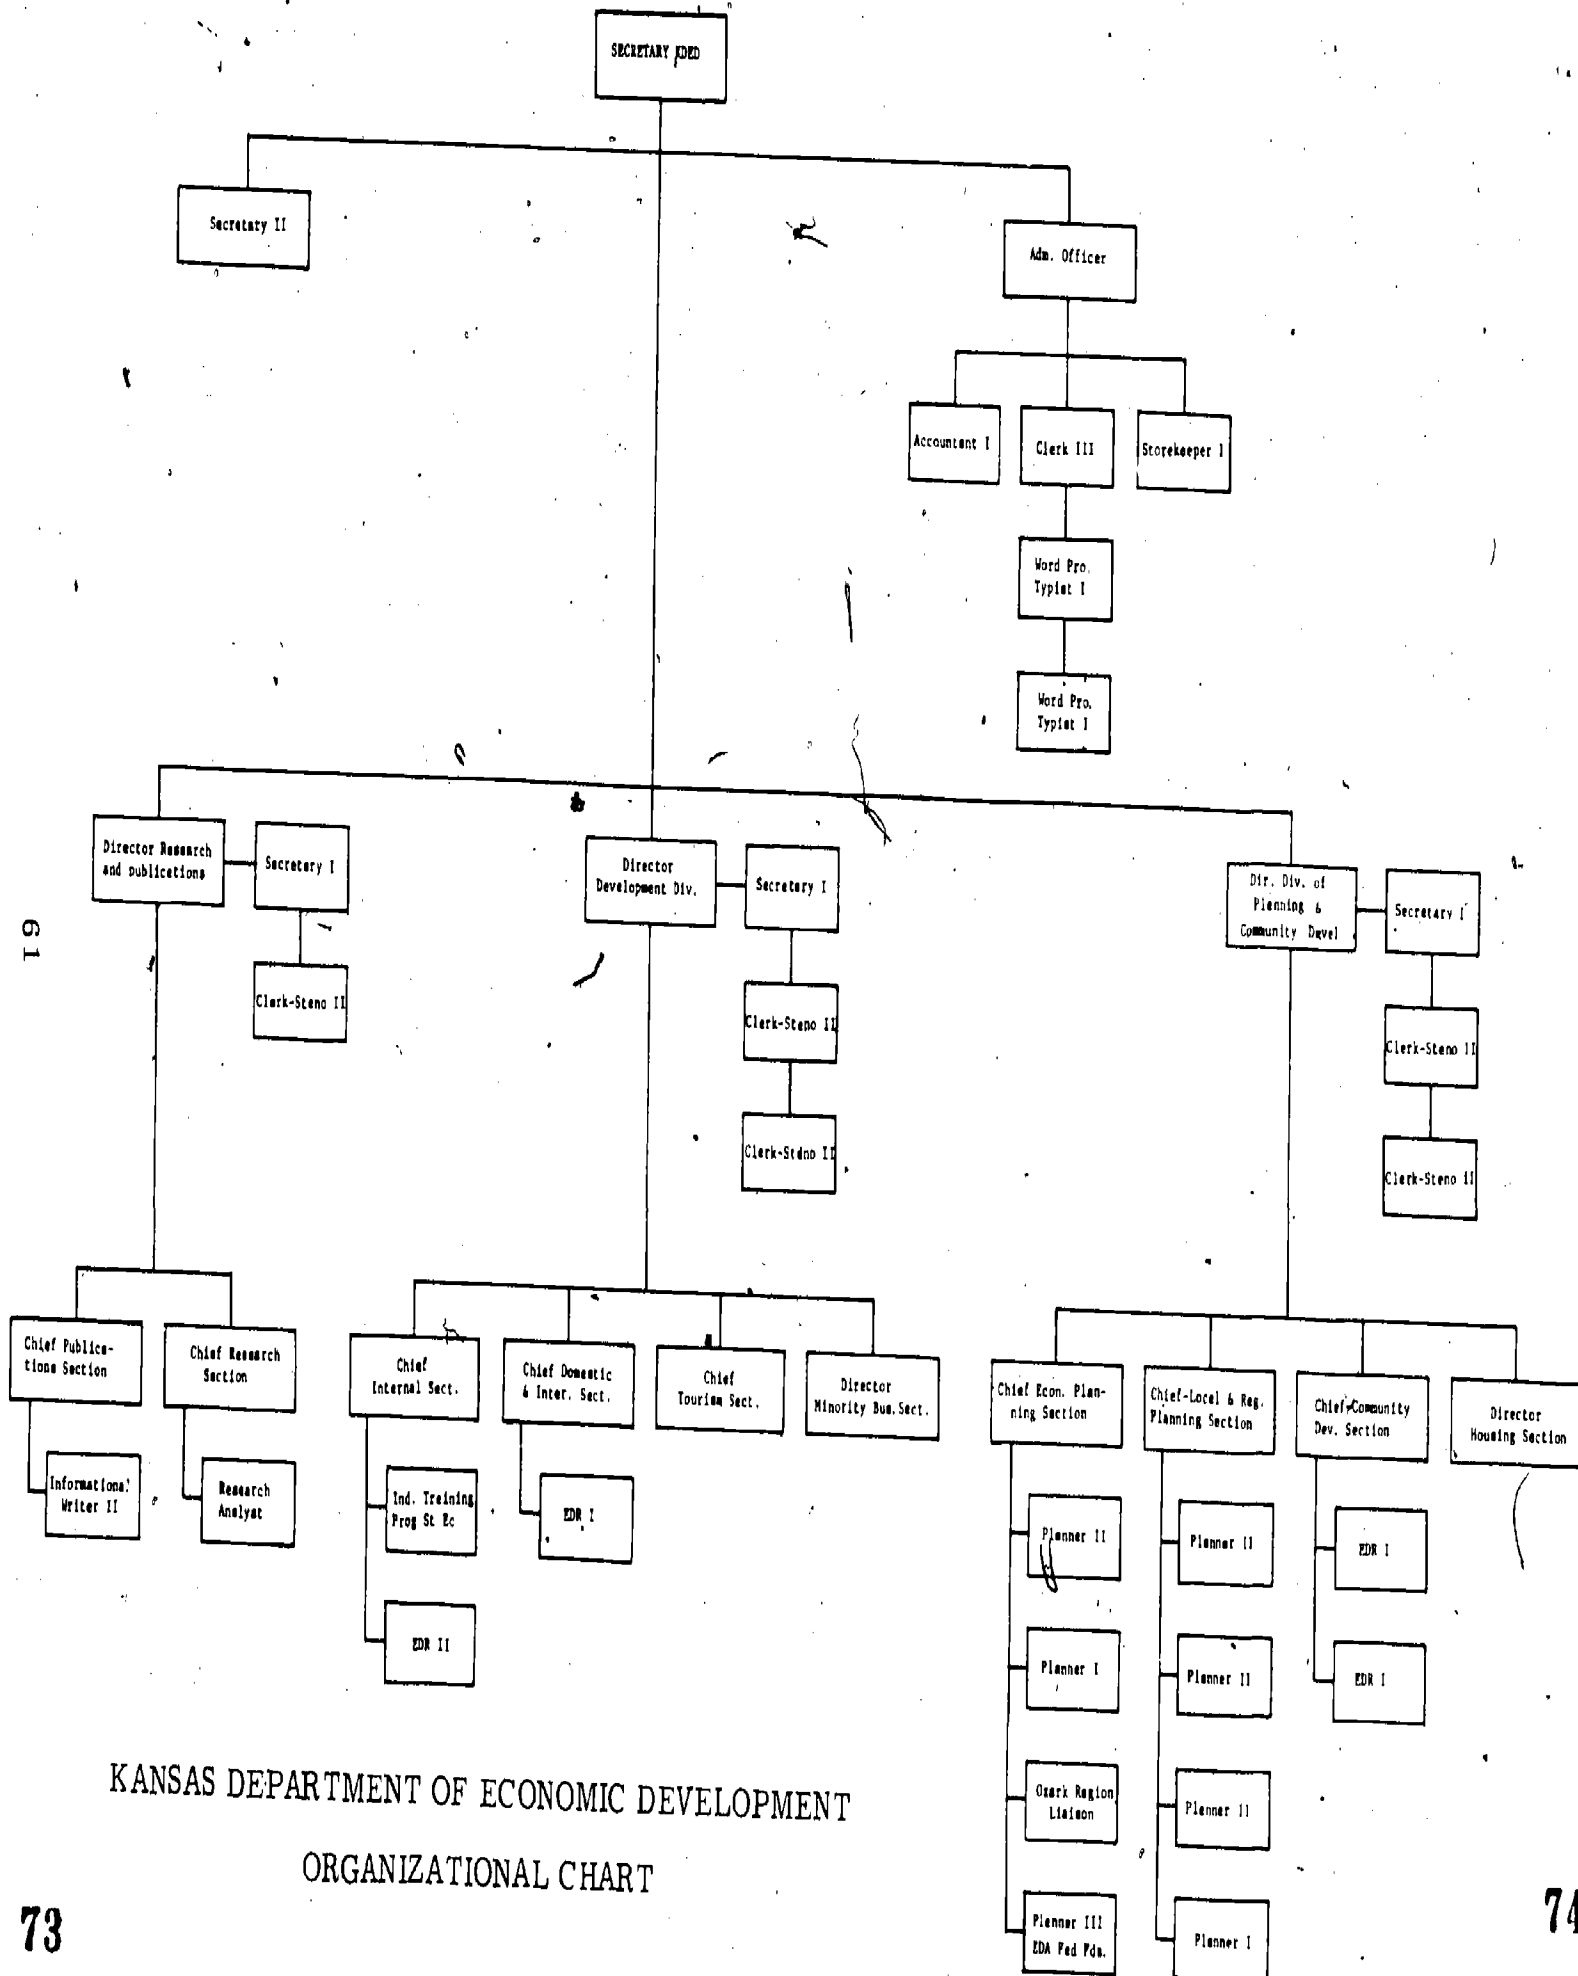 SECRETARY KDED
Secretary II
Adm. Officer
Accountant I
Clerk III
Storekeeper I
Word Pro.
Typist I
Word Pro.
Typist I
Director Research
and publications
Secretary I
Clerk-Steno II
Director
Development Div.
Secretary I
Clerk-Steno II
Clerk-Steno II
Dir. Div. of
Planning &
Community Devel
Secretary I
Clerk-Steno II
Clerk-Steno II
61
Chief Publica-
tions Section
Informational
Writer II
Chief Research
Section
Research
Analyst
Chief
Internal Sect.
Ind. Training
Prog St Ec
EDR II
Chief Domestic
& Inter. Sect.
EDR I
Chief
Tourism Sect.
Director
Minority Bus. Sect.
Chief Econ. Plan-
ning Section
Planner II
Planner I
Ozark Region
Liaison
Planner III
EDA Fed Fds.
Chief-Local & Reg.
Planning Section
Planner II
Planner II
Planner II
Planner I
Chief Community
Dev. Section
EDR I
EDR I
Director
Housing Section
KANSAS DEPARTMENT OF ECONOMIC DEVELOPMENT
ORGANIZATIONAL CHART
73
74